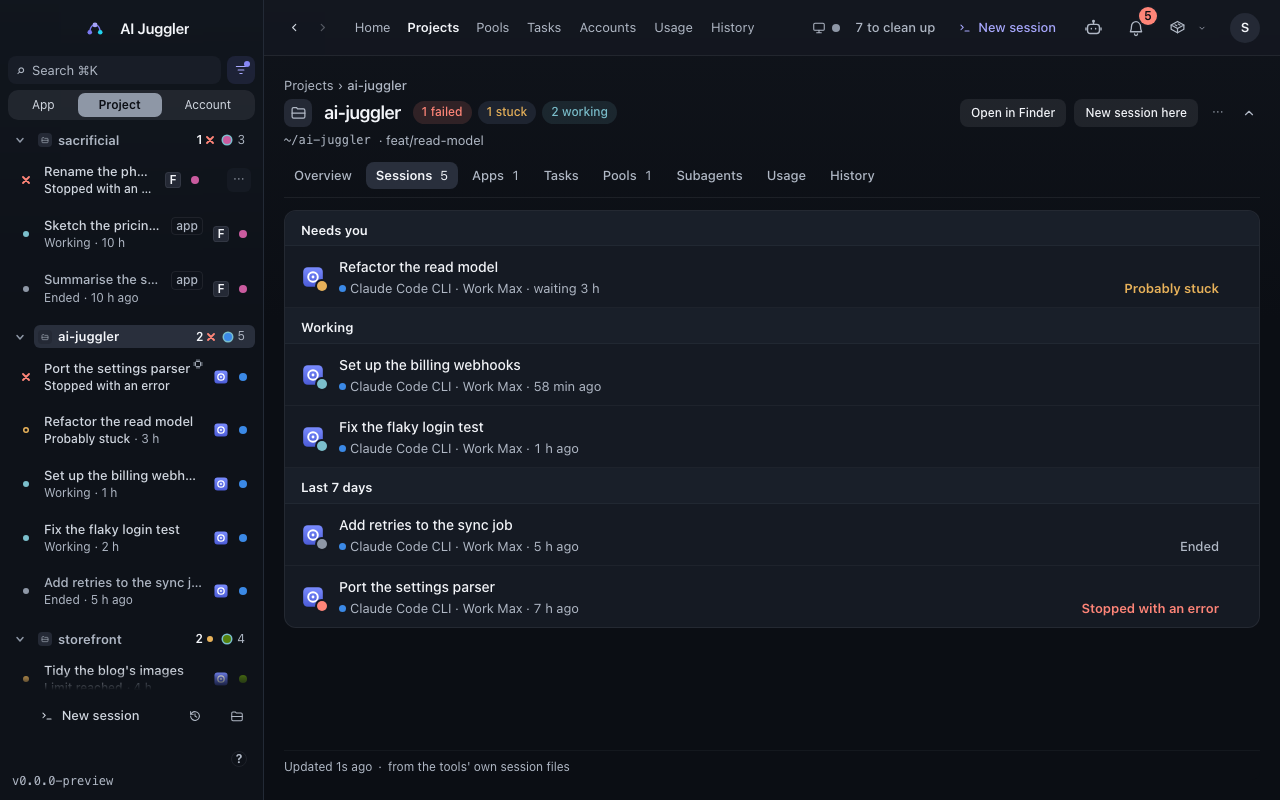 AI Juggler
Search ⌘K
App Project Account
sacrificial 1 3
Rename the ph...
Stopped with an ...
F
Sketch the pricin... app
Working · 10 h
F
Summarise the s... app
Ended · 10 h ago
F
ai-juggler 2 5
Port the settings parser
Stopped with an error
Refactor the read model
Probably stuck · 3 h
Set up the billing webh...
Working · 1 h
Fix the flaky login test
Working · 2 h
Add retries to the sync j...
Ended · 5 h ago
storefront 2 4
Tidy the blog's images
Limit reached · 4 h
New session
?
v0.0.0-preview
Home Projects Pools Tasks Accounts Usage History
7 to clean up
New session
5
S
Projects › ai-juggler
ai-juggler 1 failed 1 stuck 2 working
Open in Finder New session here ...
~/ai-juggler · feat/read-model
Overview Sessions 5 Apps 1 Tasks Pools 1 Subagents Usage History
Needs you
Refactor the read model
Claude Code CLI · Work Max · waiting 3 h
Probably stuck
Working
Set up the billing webhooks
Claude Code CLI · Work Max · 58 min ago
Fix the flaky login test
Claude Code CLI · Work Max · 1 h ago
Last 7 days
Add retries to the sync job
Claude Code CLI · Work Max · 5 h ago
Ended
Port the settings parser
Claude Code CLI · Work Max · 7 h ago
Stopped with an error
Updated 1s ago · from the tools' own session files